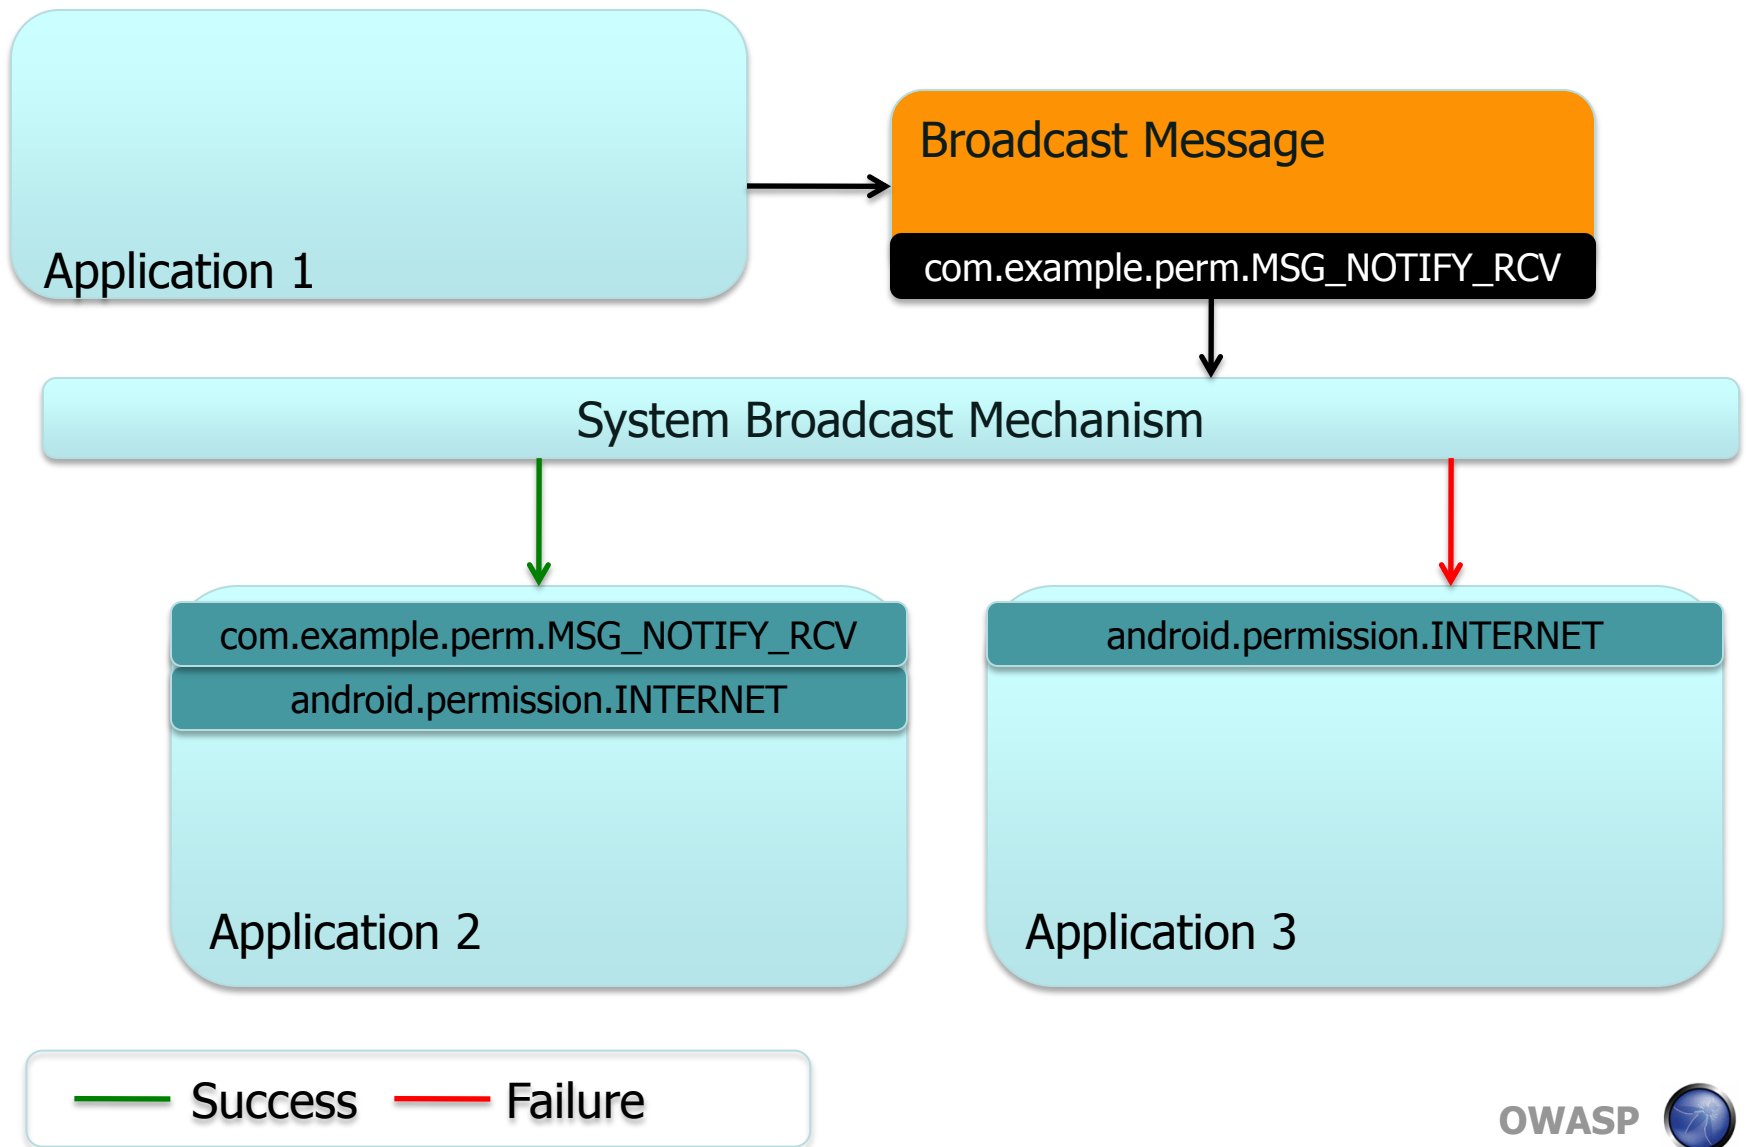 Application 1
Broadcast Message
com.example.perm.MSG_NOTIFY_RCV
System Broadcast Mechanism
com.example.perm.MSG_NOTIFY_RCV
android.permission.INTERNET
Application 2
android.permission.INTERNET
Application 3
Success
Failure
OWASP